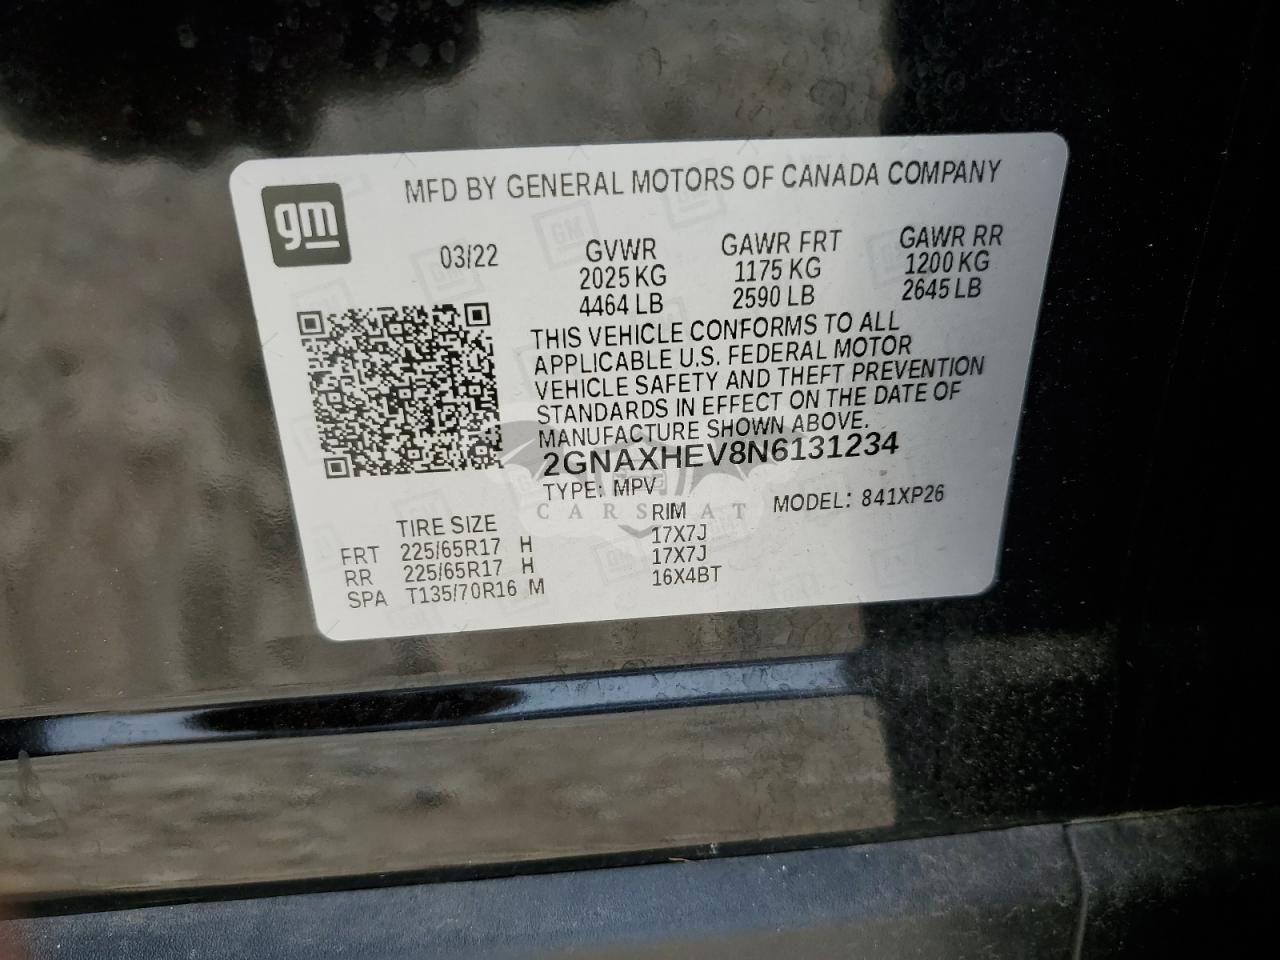 MFD BY GENERAL MOTORS OF CANADA COMPANY
gm
03/22
GVWR GAWR FRT GAWR RR
2025 KG 1175 KG 1200 KG
4464 LB 2590 LB 2645 LB
THIS VEHICLE CONFORMS TO ALL
APPLICABLE U.S. FEDERAL MOTOR
VEHICLE SAFETY AND THEFT PREVENTION
STANDARDS IN EFFECT ON THE DATE OF
MANUFACTURE SHOWN ABOVE.
2GNAXHEV8N6131234
TYPE: MPV MODEL: 841XP26
CARSBAT
TIRE SIZE RIM
FRT 225/65R17 H 17X7J
RR 225/65R17 H 17X7J
SPA T135/70R16 M 16X4BT